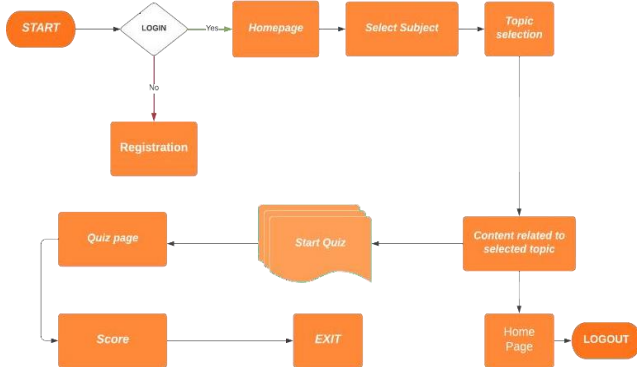 START
LOGIN
Yes
Homepage
Select Subject
Topic
selection
No
Registration
Quiz page
Start Quiz
Content related to
selected topic
Score
EXIT
Home
Page
LOGOUT